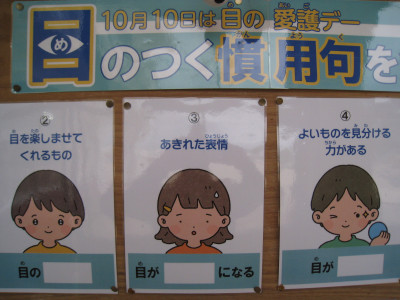 10月10日は目の愛護デー
目のつく慣用句を
②
目を楽しませて
くれるもの
目の
③
あきれた表情
目が になる
④
よいものを見分ける
力がある
目が